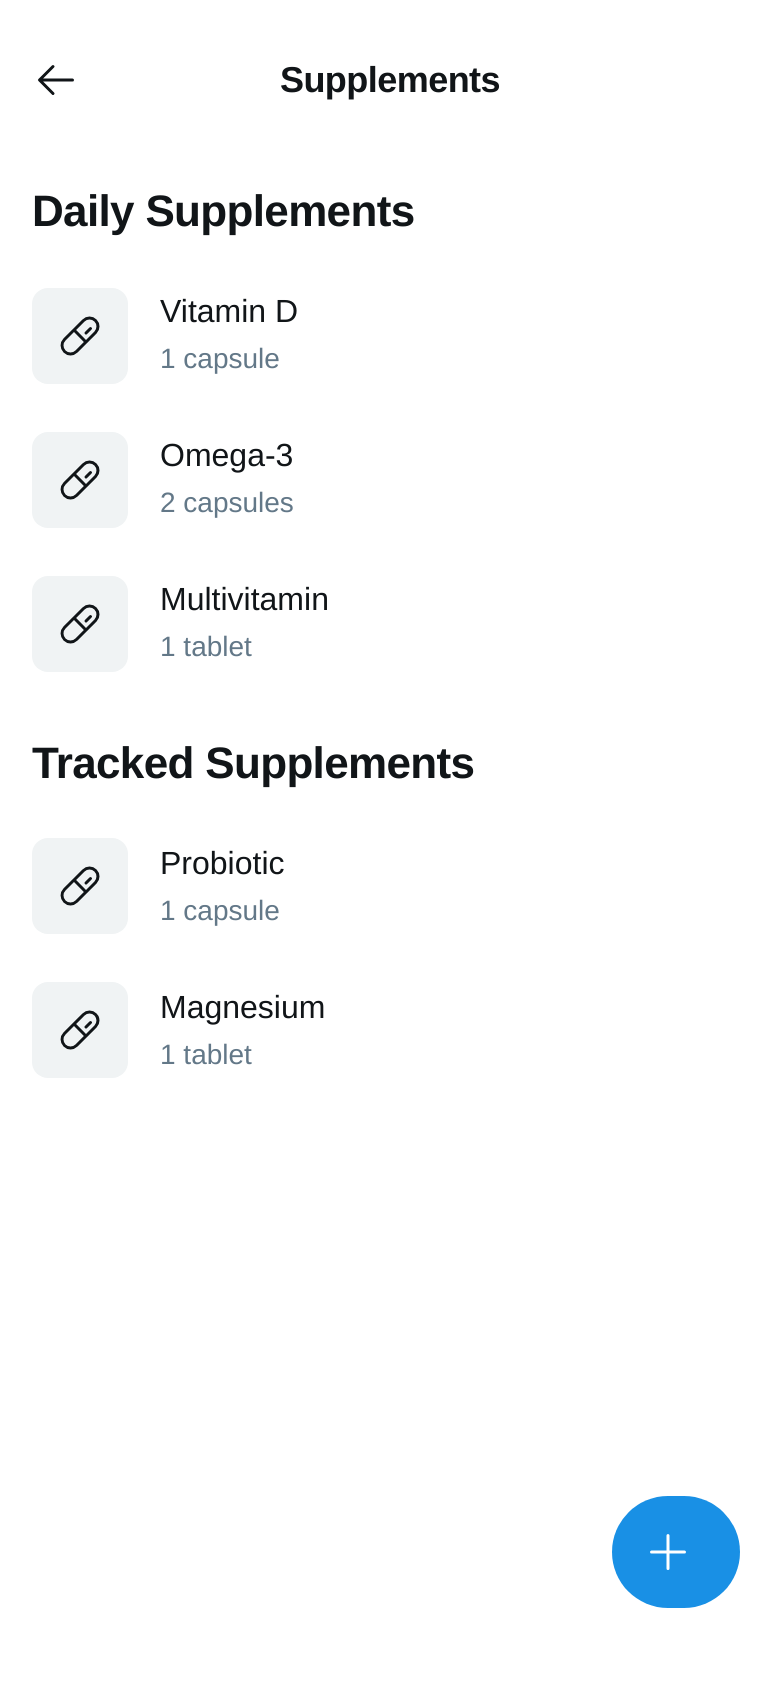 Supplements
Daily Supplements
Vitamin D
1 capsule
Omega-3
2 capsules
Multivitamin
1 tablet
Tracked Supplements
Probiotic
1 capsule
Magnesium
1 tablet